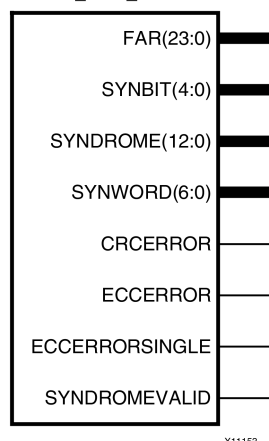 FAR(23:0)
SYNBIT(4:0)
SYNDROME(12:0)
SYNWORD(6:0)
CRCERROR
ECCERROR
ECCERRORSINGLE
SYNDROMEVALID